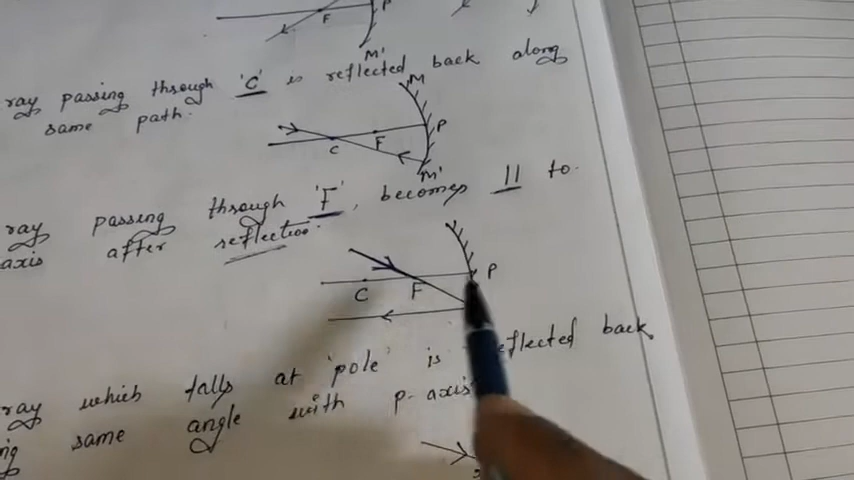 P
F
M'
ray passing through 'C' is reflected back along
same path.
M
P
F
C
M'
ray passing through 'F', becomes || to
axis after reflection.
P
C F
ray which falls at 'pole' is reflected back
same angle with p-axis